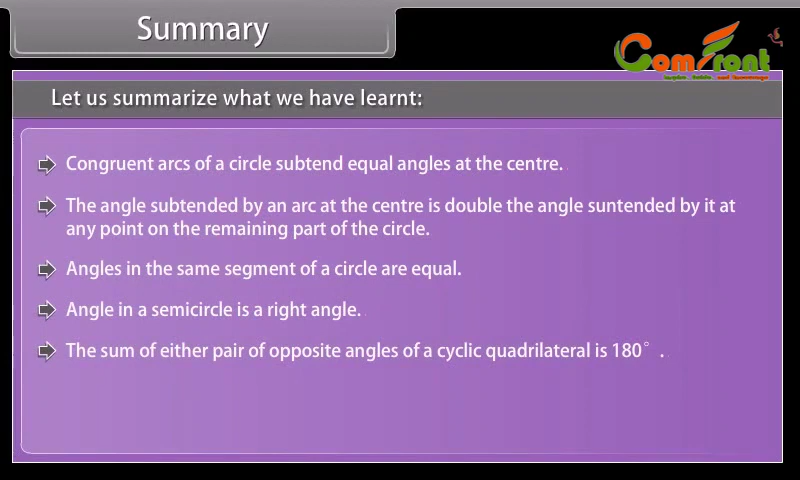 Summary
ComFront
Let us summarize what we have learnt:
Congruent arcs of a circle subtend equal angles at the centre.
The angle subtended by an arc at the centre is double the angle suntended by it at
any point on the remaining part of the circle.
Angles in the same segment of a circle are equal.
Angle in a semicircle is a right angle.
The sum of either pair of opposite angles of a cyclic quadrilateral is 180° .